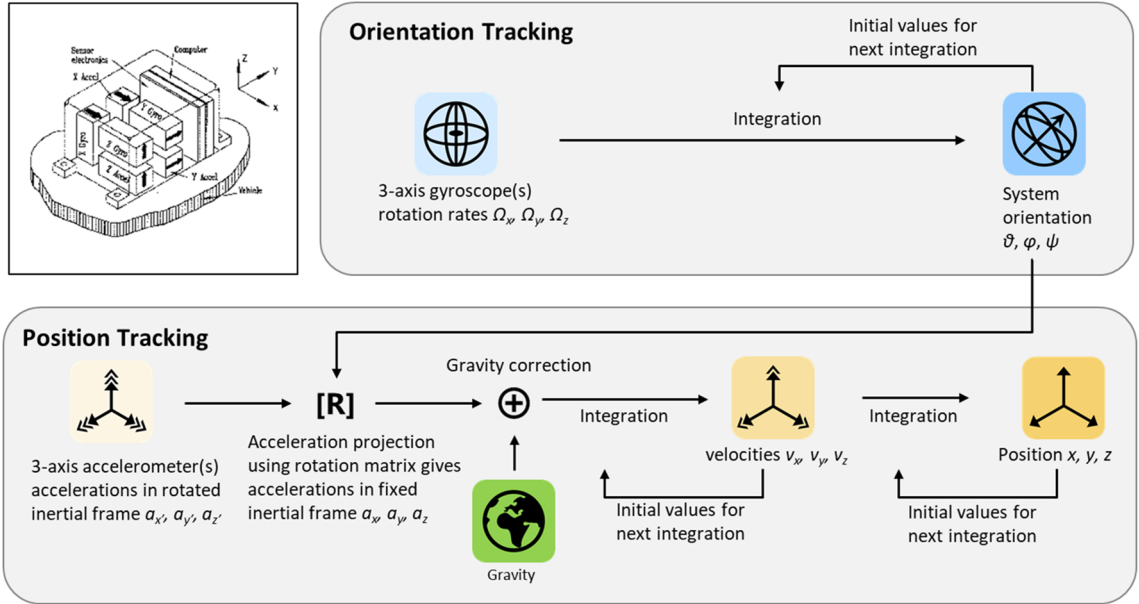 Computer
Sensor
electronics
X Accel
Z
Y
X
Y Gyro
X Gyro
Z Gyro
Z Accel
Y Accel
Vehicle
Orientation Tracking
Initial values for
next integration
Integration
3-axis gyroscope(s)
rotation rates Ωx, Ωy, Ωz
System
orientation
ϑ, φ, ψ
Position Tracking
Gravity correction
[R]
Integration
Integration
3-axis accelerometer(s)
accelerations in rotated
inertial frame ax′, ay′, az′
Acceleration projection
using rotation matrix gives
accelerations in fixed
inertial frame ax, ay, az
velocities vx, vy, vz
Position x, y, z
Initial values for
next integration
Initial values for
next integration
Gravity